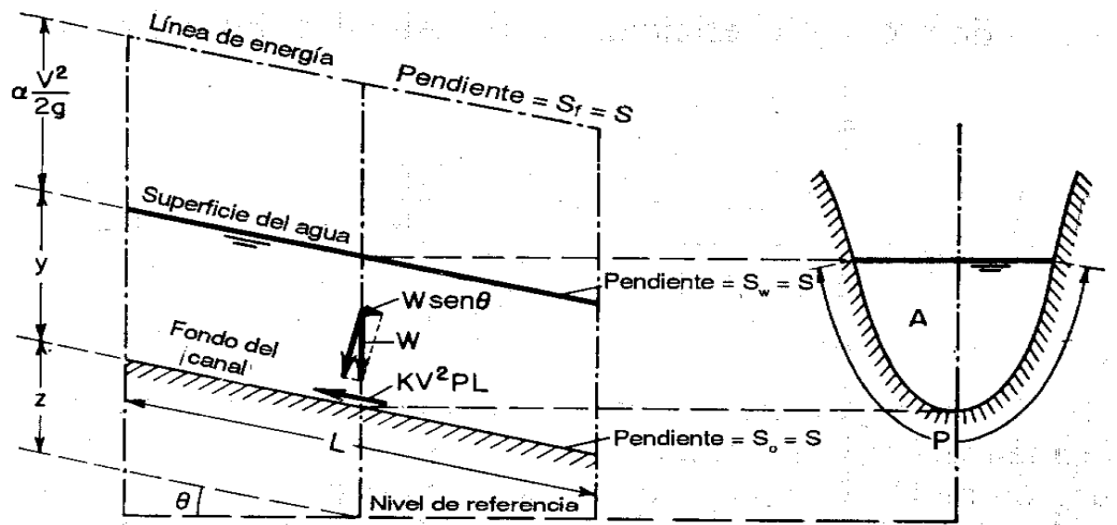 Línea de energía
α V²/2g
Pendiente = S_f = S
Superficie del agua
y
Pendiente = S_w = S
W sen θ
W
A
Fondo del
canal
KV²PL
z
P
L
Pendiente = S_o = S
θ
Nivel de referencia